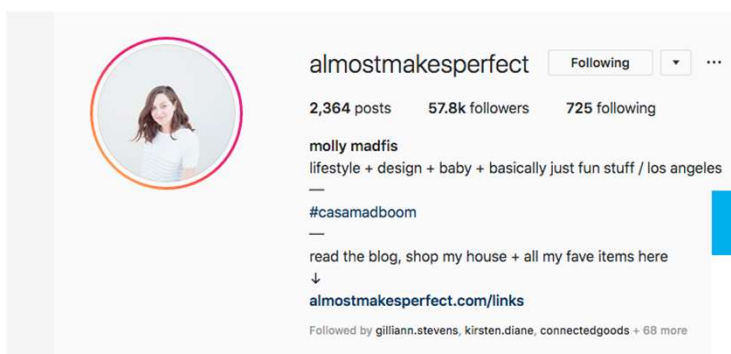 almostmakesperfect Following ▼ ...
2,364 posts 57.8k followers 725 following
molly madfis
lifestyle + design + baby + basically just fun stuff / los angeles
—
#casamadboom
—
read the blog, shop my house + all my fave items here
↓
almostmakesperfect.com/links
Followed by gilliann.stevens, kirsten.diane, connectedgoods + 68 more